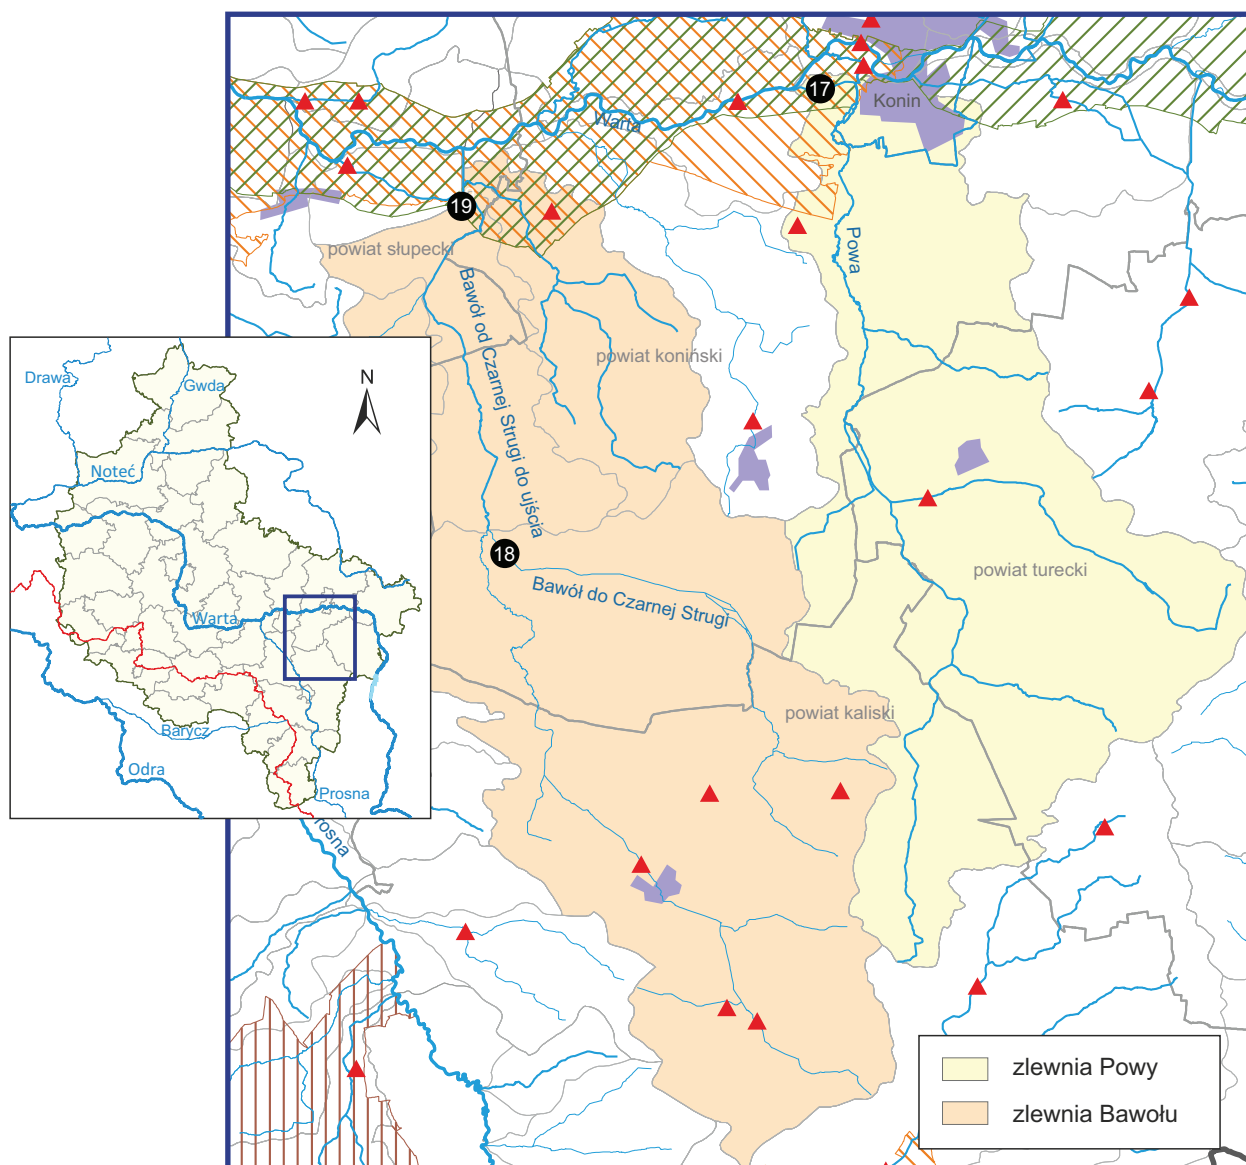 17
Konin
Warta
19
powiat słupecki
Powa
Bawół od Czarnej Strugi do ujścia
powiat koniński
N
Drawa
Gwda
Noteć
Warta
Barycz
Odra
Prosna
18
Bawół do Czarnej Strugi
powiat turecki
powiat kaliski
rosna
zlewnia Powy
zlewnia Bawołu